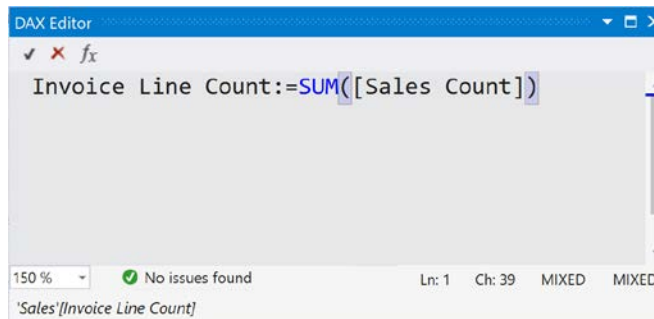 DAX Editor
fx
Invoice Line Count:=SUM([Sales Count])
150 % No issues found Ln: 1 Ch: 39 MIXED MIXED
'Sales'[Invoice Line Count]